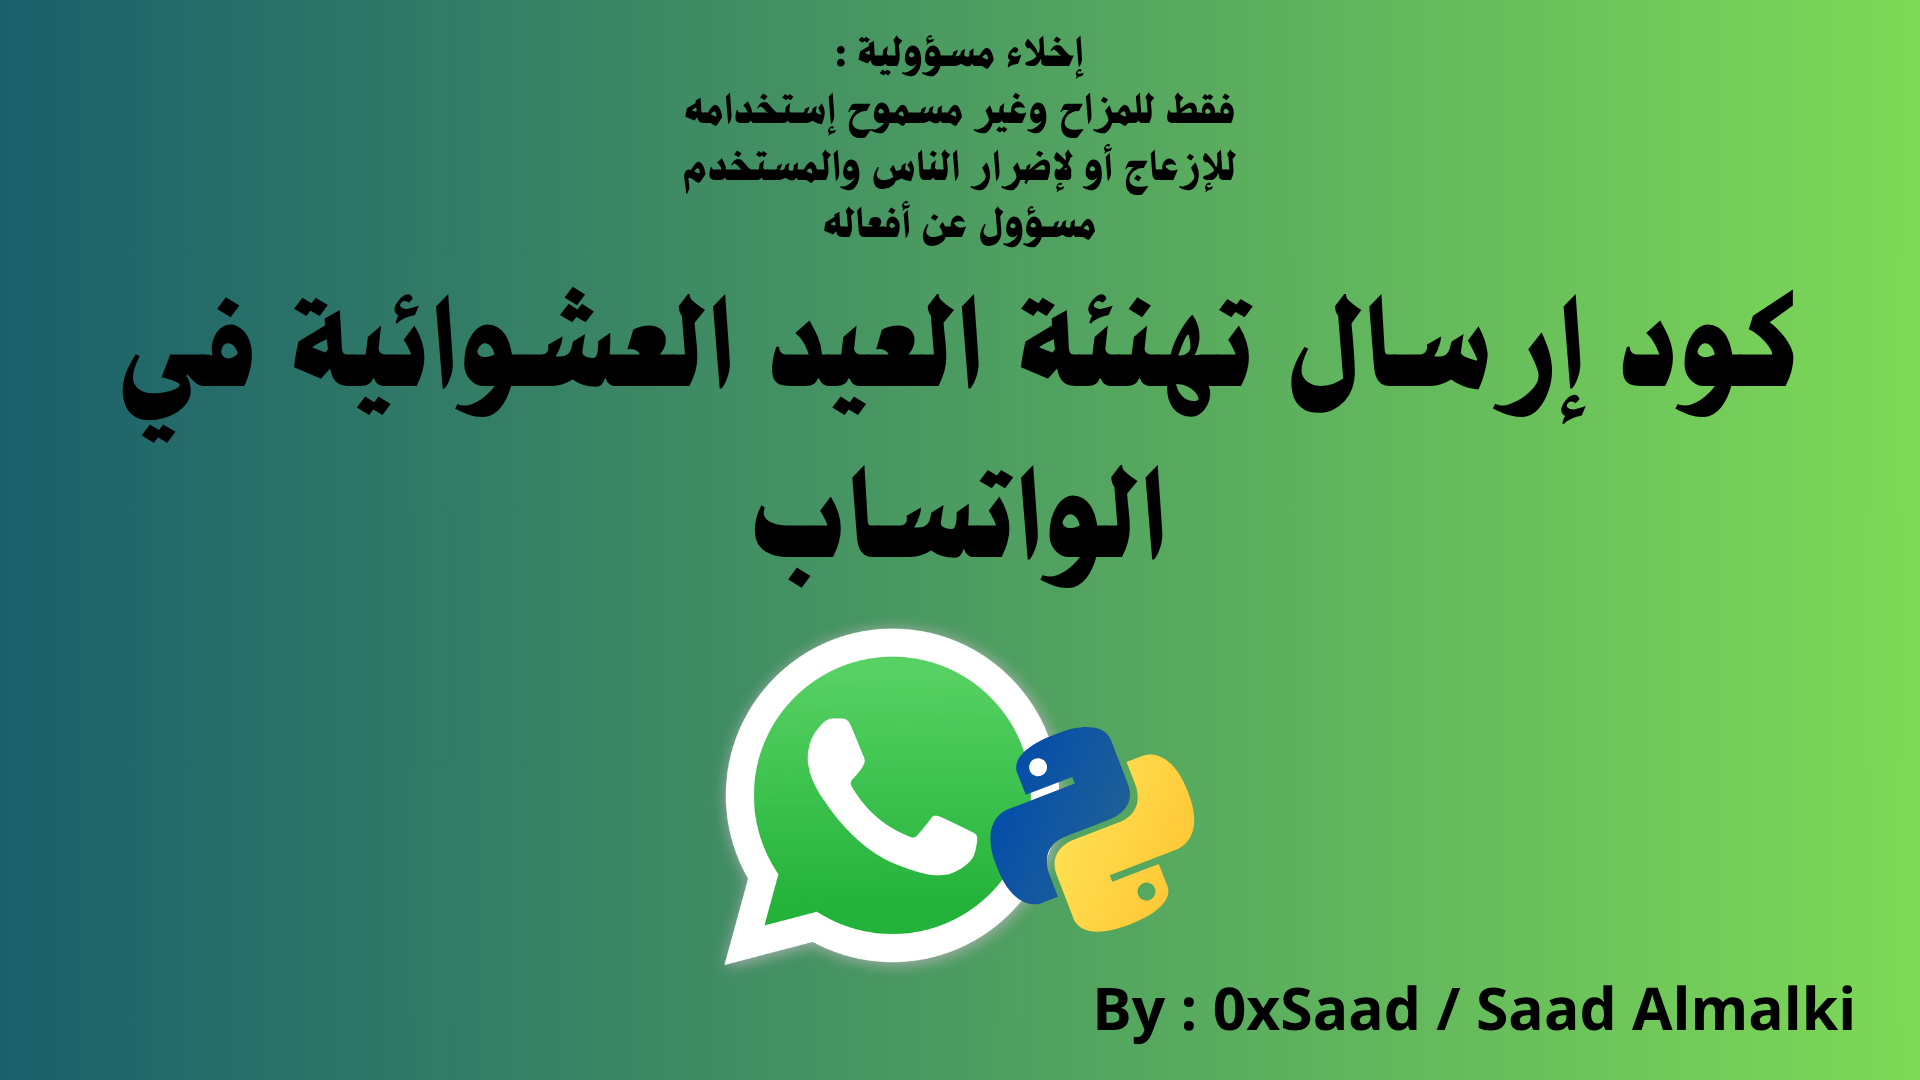 إخلاء مسؤولية :
فقط للمزاح وغير مسموح إستخدامه
للإزعاج أو لإضرار الناس والمستخدم
مسؤول عن أفعاله
كود إرسال تهنئة العيد العشوائية في
الواتساب
By : 0xSaad / Saad Almalki